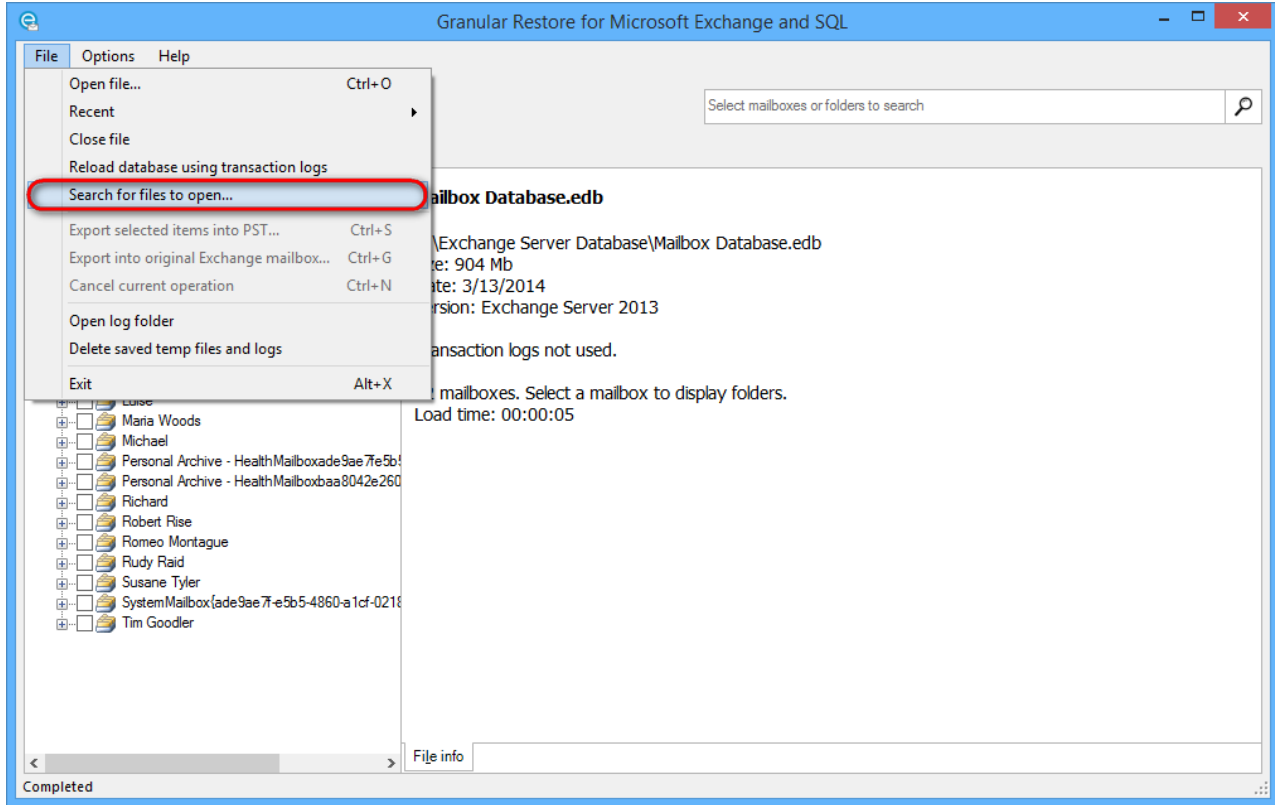 Granular Restore for Microsoft Exchange and SQL
File Options Help
Open file... Ctrl+O
Recent
Close file
Reload database using transaction logs
Search for files to open...
Export selected items into PST... Ctrl+S
Export into original Exchange mailbox... Ctrl+G
Cancel current operation Ctrl+N
Open log folder
Delete saved temp files and logs
Exit Alt+X
Select mailboxes or folders to search
ailbox Database.edb
\Exchange Server Database\Mailbox Database.edb
ze: 904 Mb
ate: 3/13/2014
ersion: Exchange Server 2013
ansaction logs not used.
mailboxes. Select a mailbox to display folders.
Load time: 00:00:05
Maria Woods
Michael
Personal Archive - HealthMailboxade9ae7fe5b5
Personal Archive - HealthMailboxbaa8042e260
Richard
Robert Rise
Romeo Montague
Rudy Raid
Susane Tyler
SystemMailbox{ade9ae7f-e5b5-4860-a1cf-0218
Tim Goodler
File info
Completed